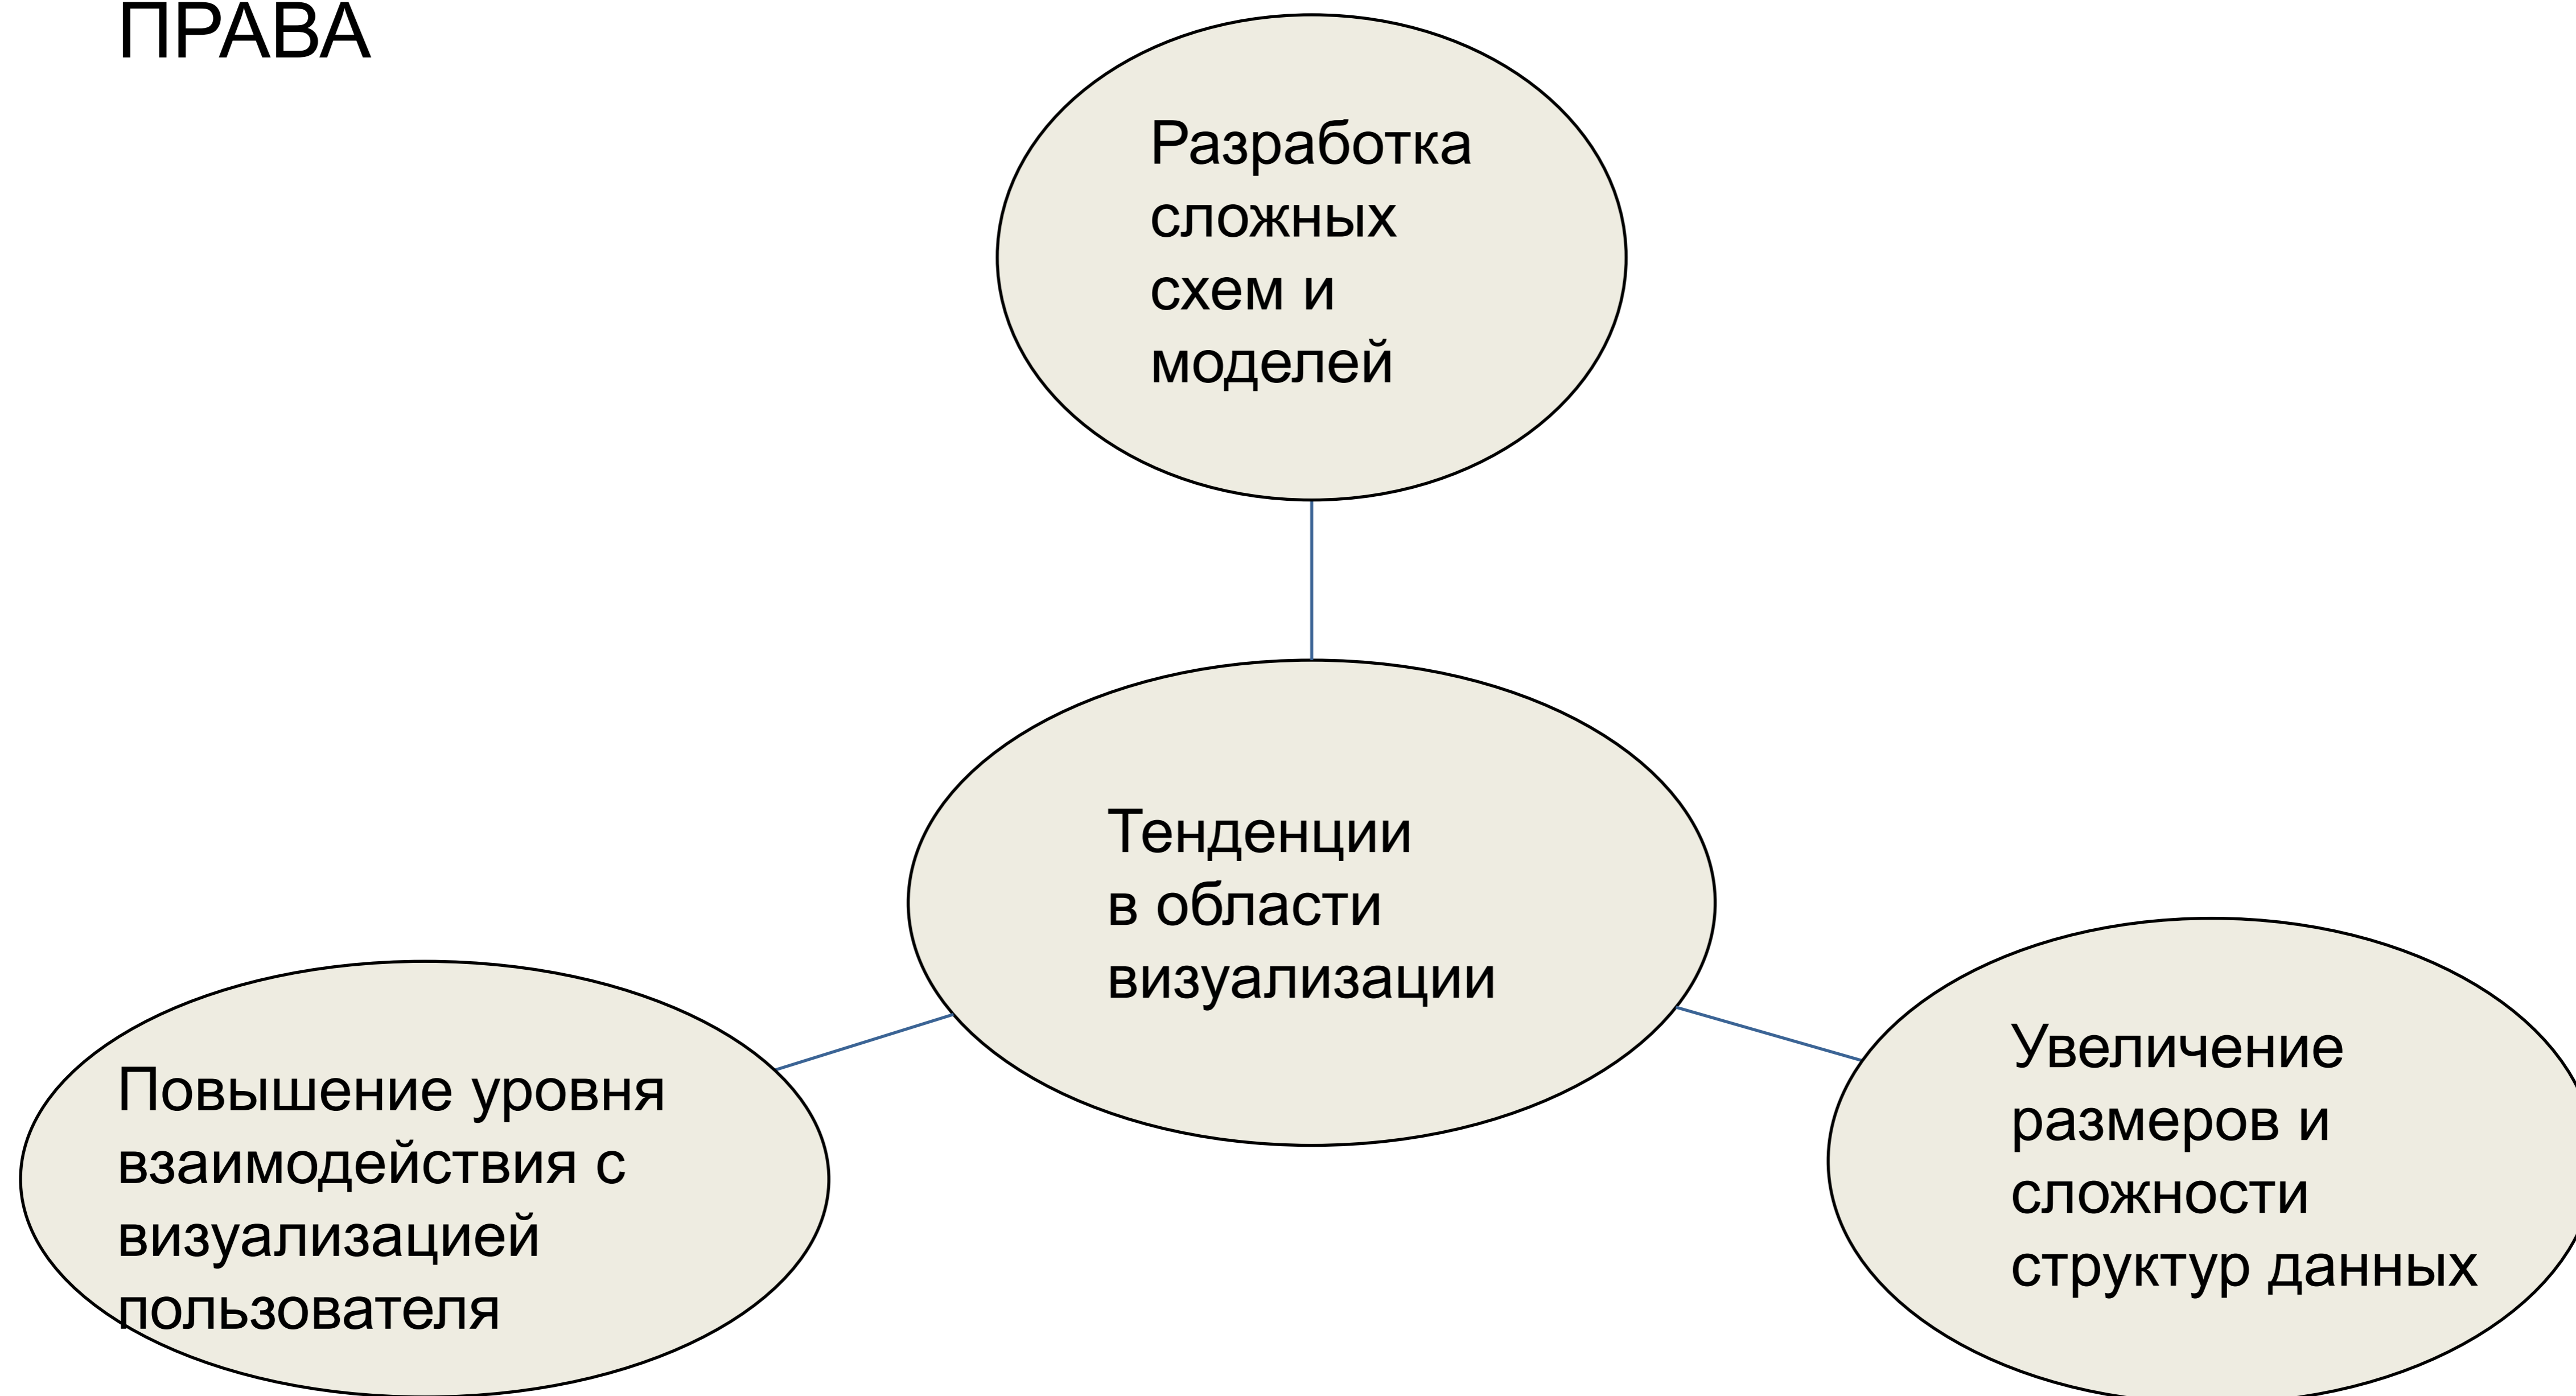 ПРАВА
Разработка
сложных
схем и
моделей
Тенденции
в области
визуализации
Повышение уровня
взаимодействия с
визуализацией
пользователя
Увеличение
размеров и
сложности
структур данных